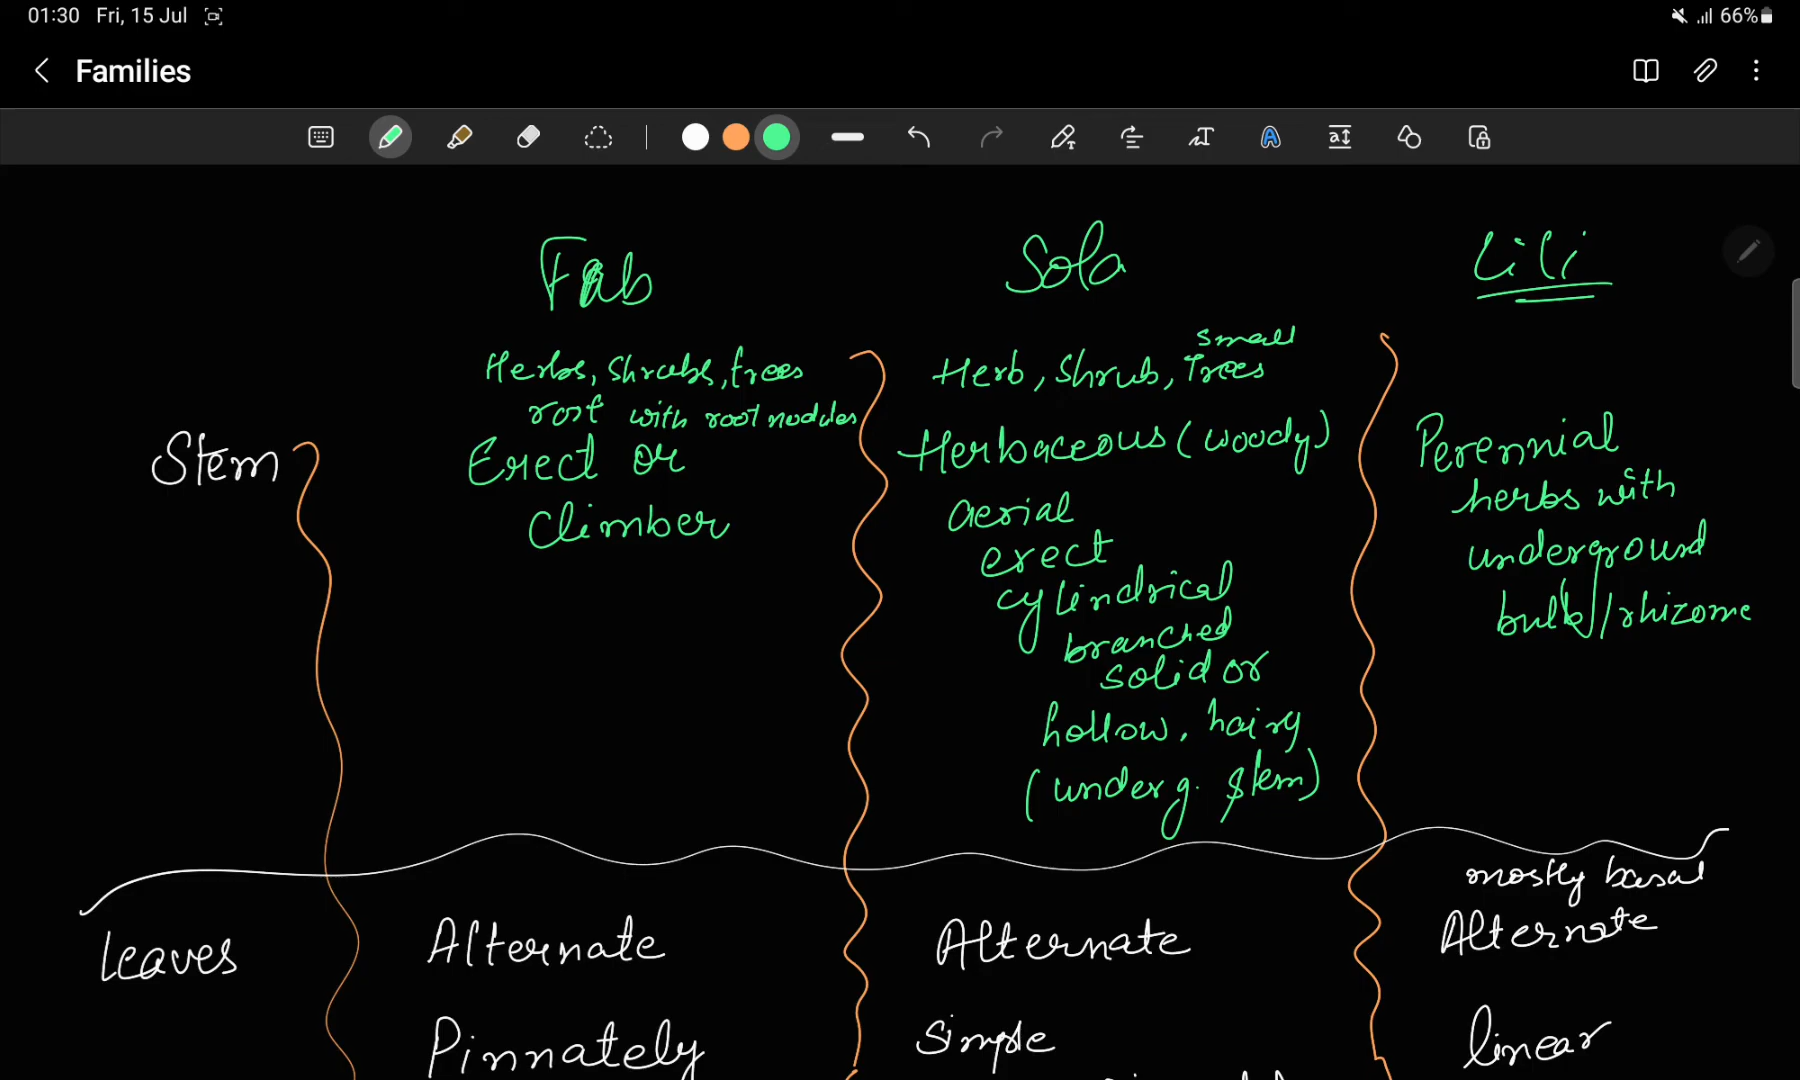 01:30 Fri, 15 Jul
66%
Families
Fab
Sola
Lili
Herbs, Shrubs, trees
root with root nodules
Erect or
Climber
small
Herb, Shrub, Trees
Herbaceous (woody)
aerial
erect
cylindrical
branched
solid or
hollow, hairy
(underg. stem)
Perennial
herbs with
underground
bulb/rhizome
Stem
Leaves
Alternate
Pinnately
Alternate
Simple
mostly basal
Alternate
linear